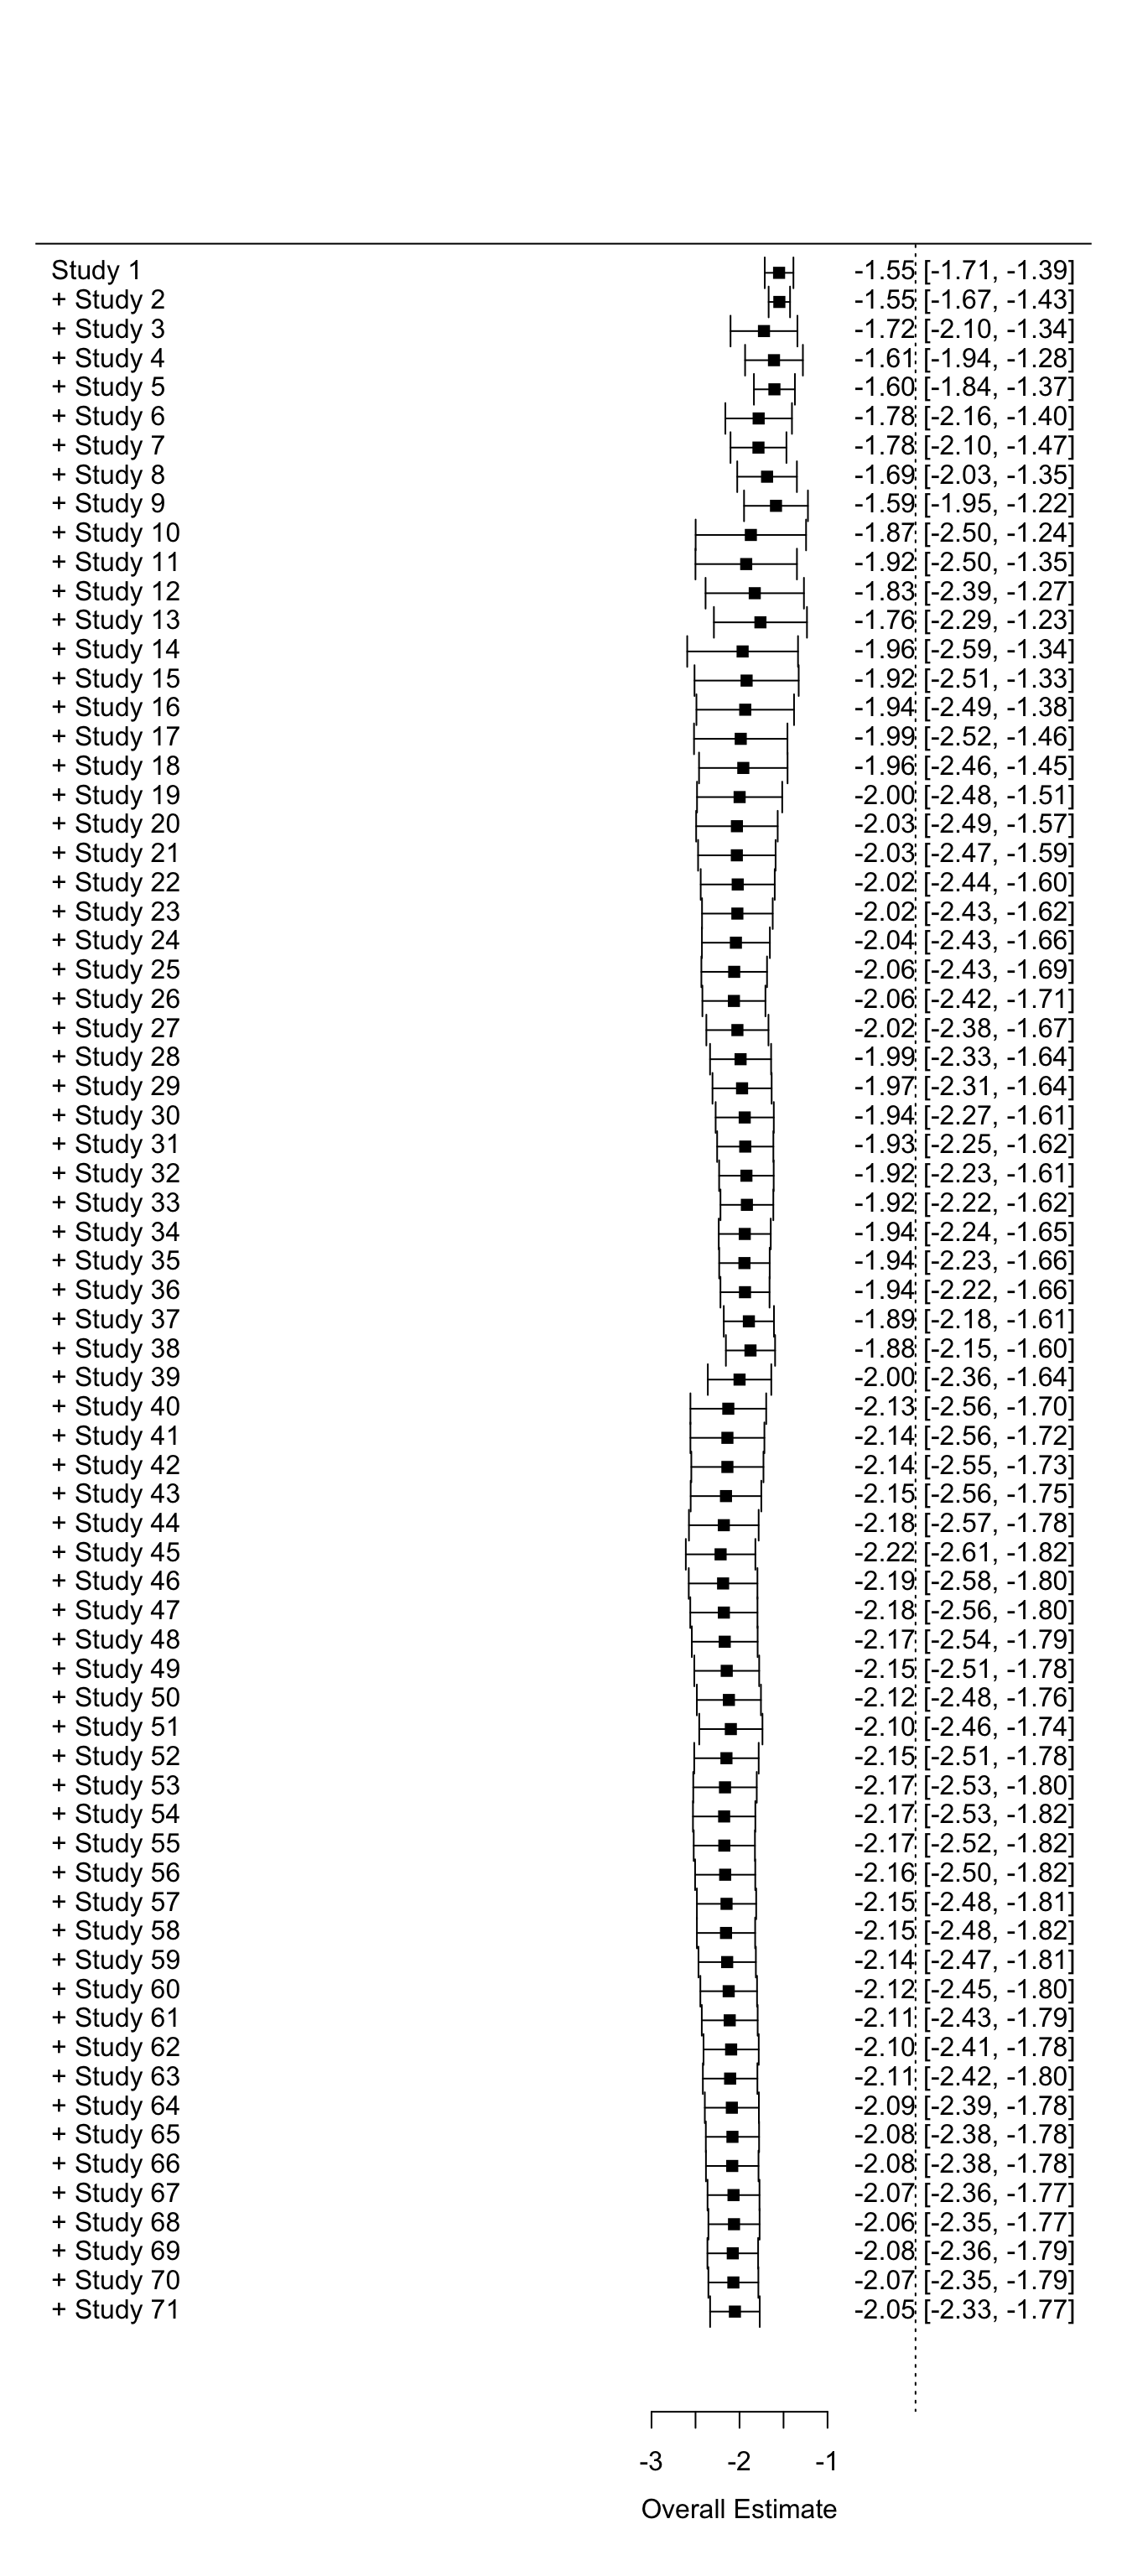 Study 1 -1.55 [-1.71, -1.39]
+ Study 2 -1.55 [-1.67, -1.43]
+ Study 3 -1.72 [-2.10, -1.34]
+ Study 4 -1.61 [-1.94, -1.28]
+ Study 5 -1.60 [-1.84, -1.37]
+ Study 6 -1.78 [-2.16, -1.40]
+ Study 7 -1.78 [-2.10, -1.47]
+ Study 8 -1.69 [-2.03, -1.35]
+ Study 9 -1.59 [-1.95, -1.22]
+ Study 10 -1.87 [-2.50, -1.24]
+ Study 11 -1.92 [-2.50, -1.35]
+ Study 12 -1.83 [-2.39, -1.27]
+ Study 13 -1.76 [-2.29, -1.23]
+ Study 14 -1.96 [-2.59, -1.34]
+ Study 15 -1.92 [-2.51, -1.33]
+ Study 16 -1.94 [-2.49, -1.38]
+ Study 17 -1.99 [-2.52, -1.46]
+ Study 18 -1.96 [-2.46, -1.45]
+ Study 19 -2.00 [-2.48, -1.51]
+ Study 20 -2.03 [-2.49, -1.57]
+ Study 21 -2.03 [-2.47, -1.59]
+ Study 22 -2.02 [-2.44, -1.60]
+ Study 23 -2.02 [-2.43, -1.62]
+ Study 24 -2.04 [-2.43, -1.66]
+ Study 25 -2.06 [-2.43, -1.69]
+ Study 26 -2.06 [-2.42, -1.71]
+ Study 27 -2.02 [-2.38, -1.67]
+ Study 28 -1.99 [-2.33, -1.64]
+ Study 29 -1.97 [-2.31, -1.64]
+ Study 30 -1.94 [-2.27, -1.61]
+ Study 31 -1.93 [-2.25, -1.62]
+ Study 32 -1.92 [-2.23, -1.61]
+ Study 33 -1.92 [-2.22, -1.62]
+ Study 34 -1.94 [-2.24, -1.65]
+ Study 35 -1.94 [-2.23, -1.66]
+ Study 36 -1.94 [-2.22, -1.66]
+ Study 37 -1.89 [-2.18, -1.61]
+ Study 38 -1.88 [-2.15, -1.60]
+ Study 39 -2.00 [-2.36, -1.64]
+ Study 40 -2.13 [-2.56, -1.70]
+ Study 41 -2.14 [-2.56, -1.72]
+ Study 42 -2.14 [-2.55, -1.73]
+ Study 43 -2.15 [-2.56, -1.75]
+ Study 44 -2.18 [-2.57, -1.78]
+ Study 45 -2.22 [-2.61, -1.82]
+ Study 46 -2.19 [-2.58, -1.80]
+ Study 47 -2.18 [-2.56, -1.80]
+ Study 48 -2.17 [-2.54, -1.79]
+ Study 49 -2.15 [-2.51, -1.78]
+ Study 50 -2.12 [-2.48, -1.76]
+ Study 51 -2.10 [-2.46, -1.74]
+ Study 52 -2.15 [-2.51, -1.78]
+ Study 53 -2.17 [-2.53, -1.80]
+ Study 54 -2.17 [-2.53, -1.82]
+ Study 55 -2.17 [-2.52, -1.82]
+ Study 56 -2.16 [-2.50, -1.82]
+ Study 57 -2.15 [-2.48, -1.81]
+ Study 58 -2.15 [-2.48, -1.82]
+ Study 59 -2.14 [-2.47, -1.81]
+ Study 60 -2.12 [-2.45, -1.80]
+ Study 61 -2.11 [-2.43, -1.79]
+ Study 62 -2.10 [-2.41, -1.78]
+ Study 63 -2.11 [-2.42, -1.80]
+ Study 64 -2.09 [-2.39, -1.78]
+ Study 65 -2.08 [-2.38, -1.78]
+ Study 66 -2.08 [-2.38, -1.78]
+ Study 67 -2.07 [-2.36, -1.77]
+ Study 68 -2.06 [-2.35, -1.77]
+ Study 69 -2.08 [-2.36, -1.79]
+ Study 70 -2.07 [-2.35, -1.79]
+ Study 71 -2.05 [-2.33, -1.77]
-3 -2 -1
Overall Estimate